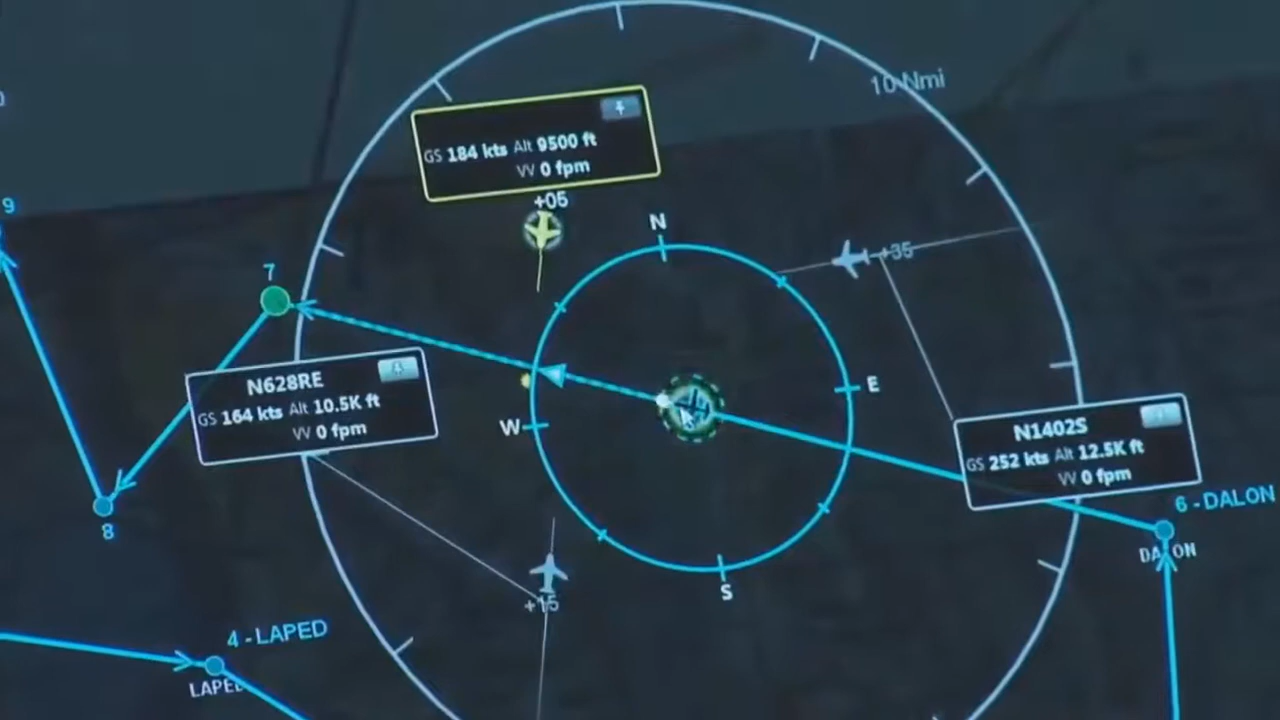 10 Nmi
GS 184 kts Alt 9500 ft
VV 0 fpm
+05
9
N
7
+35
N628RE
GS 164 kts Alt 10.5K ft
VV 0 fpm
E
W
N1402S
GS 252 kts Alt 12.5K ft
VV 0 fpm
6 - DALON
8
DALON
S
+15
4 - LAPED
LAPED